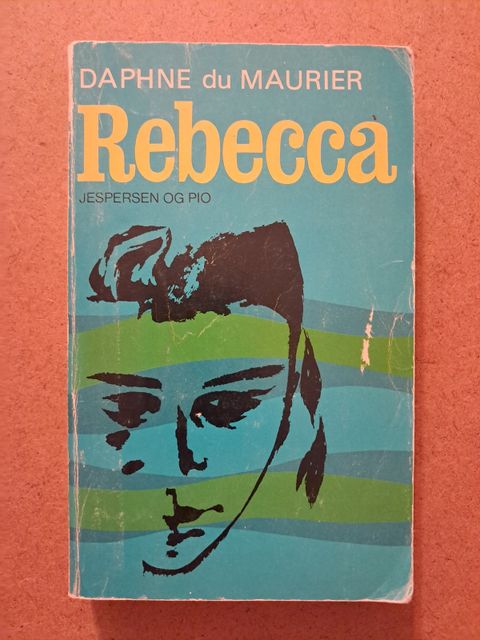 DAPHNE du MAURIER
Rebecca
JESPERSEN OG PIO